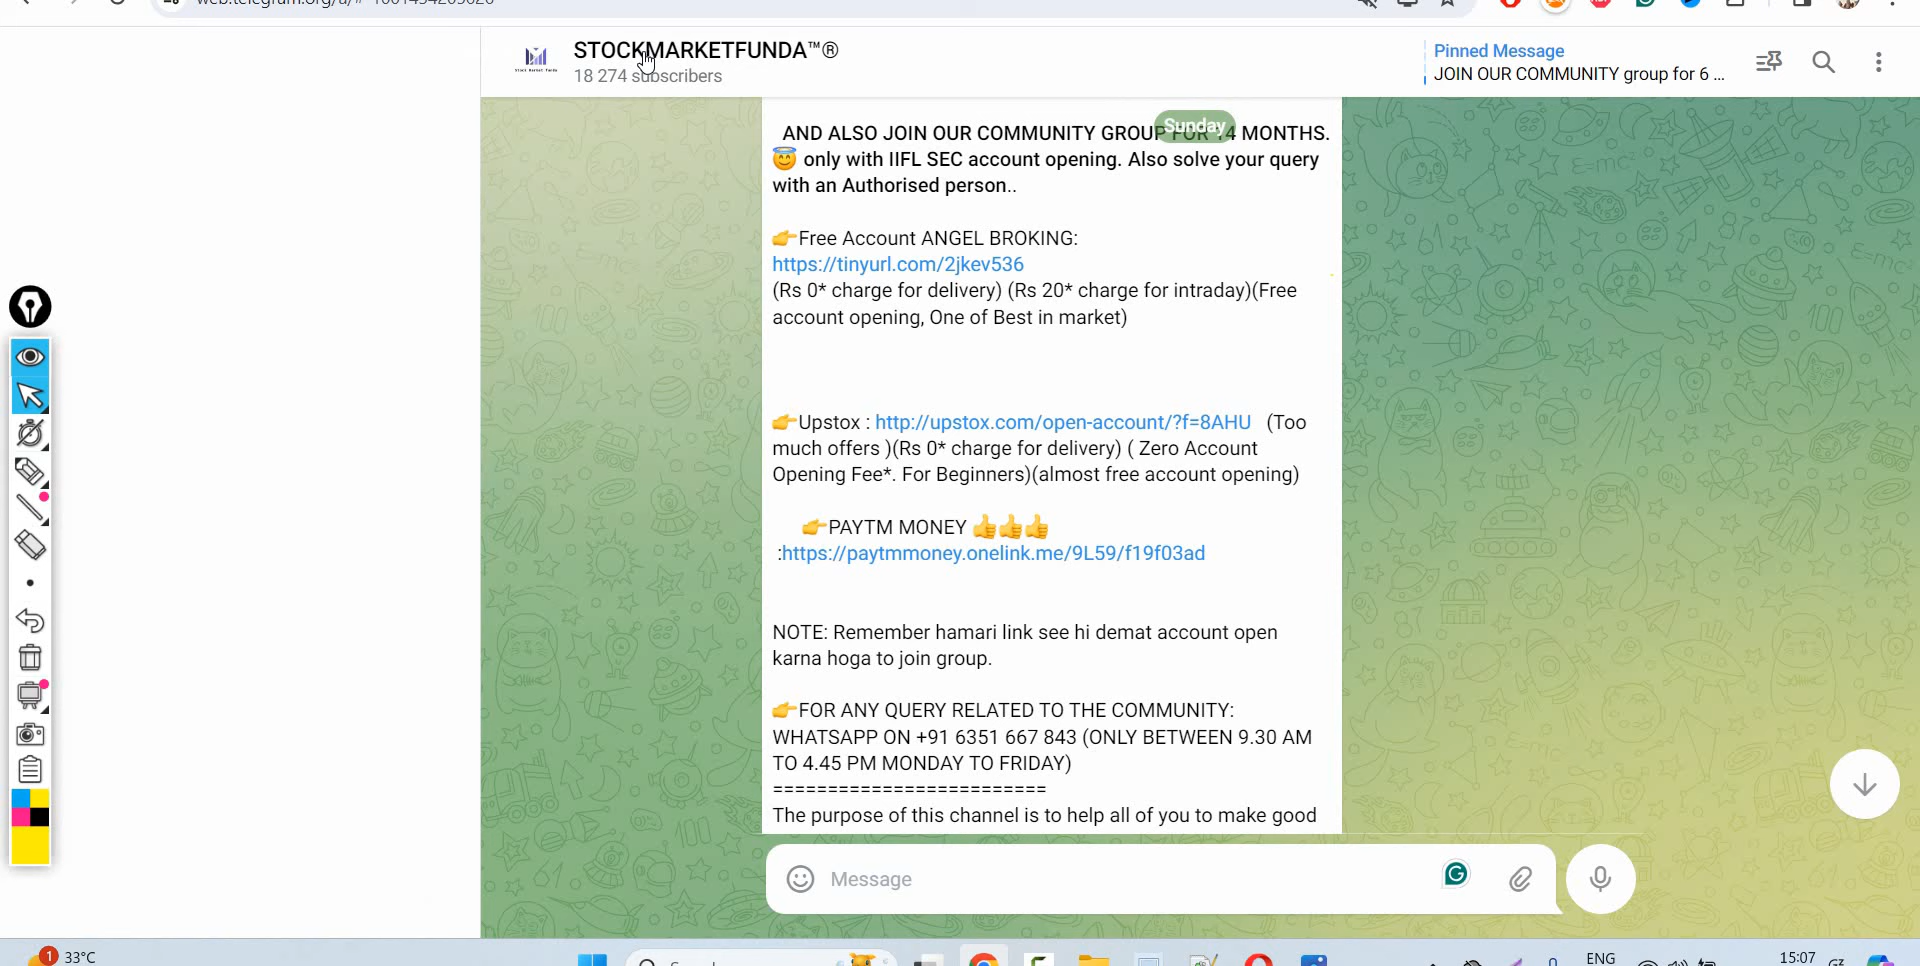 STOCKMARKETFUNDA™®
18 274 subscribers
Pinned Message
JOIN OUR COMMUNITY group for 6 ...
Sunday
AND ALSO JOIN OUR COMMUNITY GROUP FOR 14 MONTHS.
😇 only with IIFL SEC account opening. Also solve your query
with an Authorised person..
👉Free Account ANGEL BROKING:
https://tinyurl.com/2jkev536
(Rs 0* charge for delivery) (Rs 20* charge for intraday)(Free
account opening, One of Best in market)
👉Upstox : http://upstox.com/open-account/?f=8AHU (Too
much offers )(Rs 0* charge for delivery) ( Zero Account
Opening Fee*. For Beginners)(almost free account opening)
👉PAYTM MONEY 👍👍👍
:https://paytmmoney.onelink.me/9L59/f19f03ad
NOTE: Remember hamari link see hi demat account open
karna hoga to join group.
👉FOR ANY QUERY RELATED TO THE COMMUNITY:
WHATSAPP ON +91 6351 667 843 (ONLY BETWEEN 9.30 AM
TO 4.45 PM MONDAY TO FRIDAY)
=========================
The purpose of this channel is to help all of you to make good
Message
1
33°C
ENG
15:07